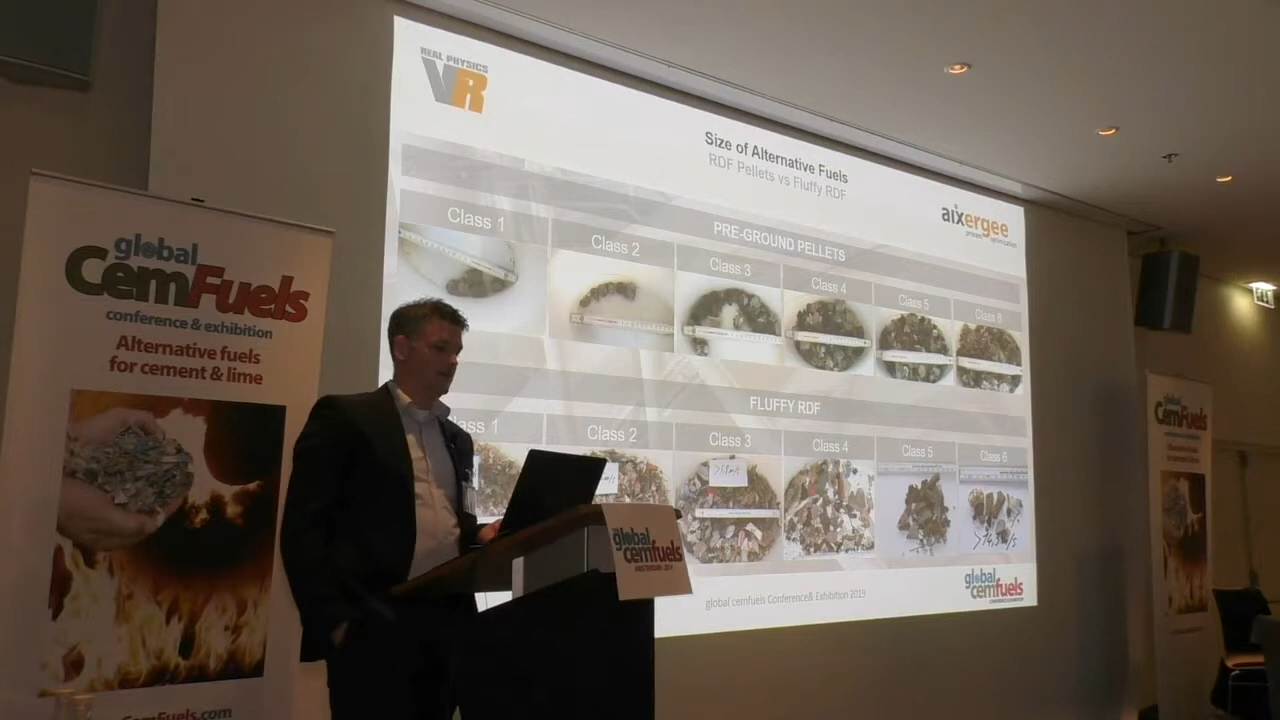 global
CemFuels
conference & exhibition
Alternative fuels
for cement & lime
CemFuels.com
REAL PHYSICS
VR
Size of Alternative Fuels
RDF Pellets vs Fluffy RDF
aixergee
process optimization
PRE-GROUND PELLETS
Class 1
Class 2
Class 3
Class 4
Class 5
Class 6
FLUFFY RDF
ass 1
Class 2
Class 3
Class 4
Class 5
Class 6
global cemfuels Conference& Exhibition 2019
global
cemfuels
global
cemfuels
global
CemFuels